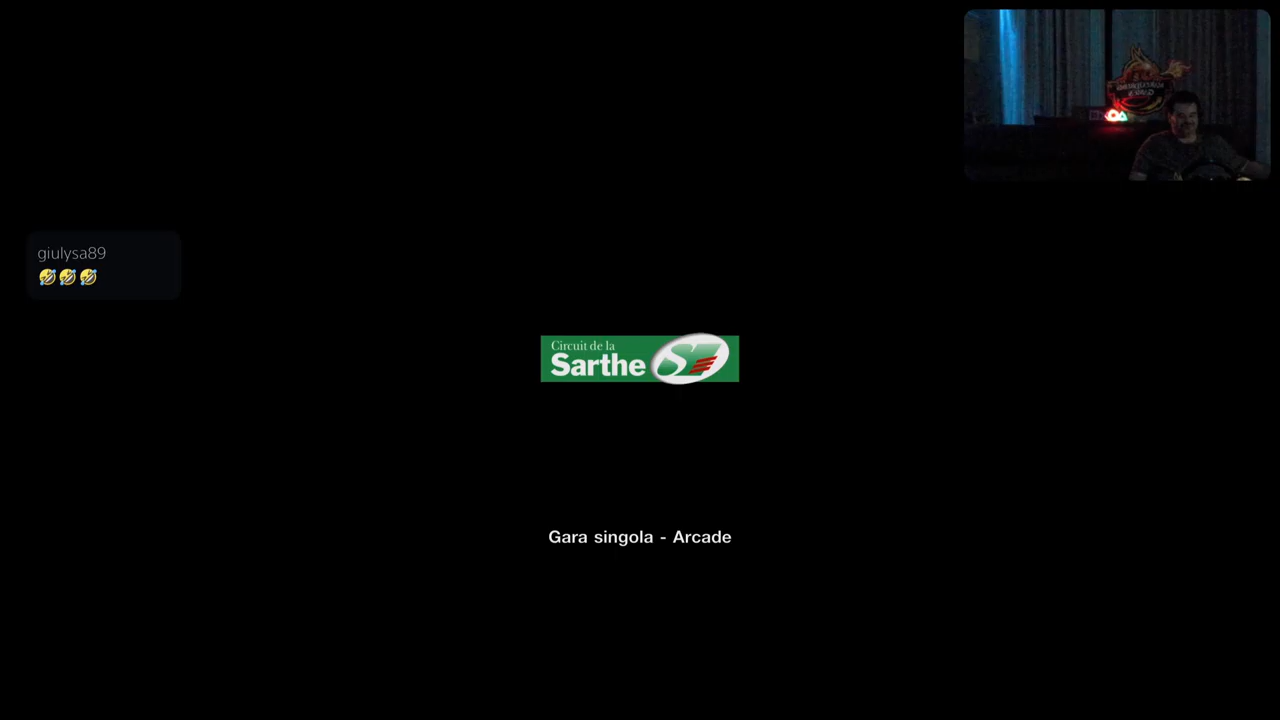 giulysa89
🤣🤣🤣
Circuit de la
Sarthe
Gara singola - Arcade